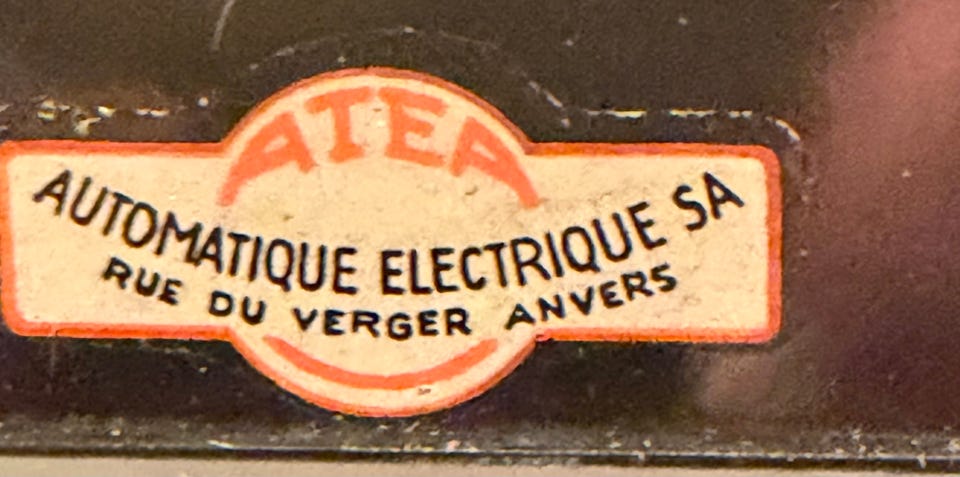 ATEA
AUTOMATIQUE ELECTRIQUE SA
RUE DU VERGER ANVERS